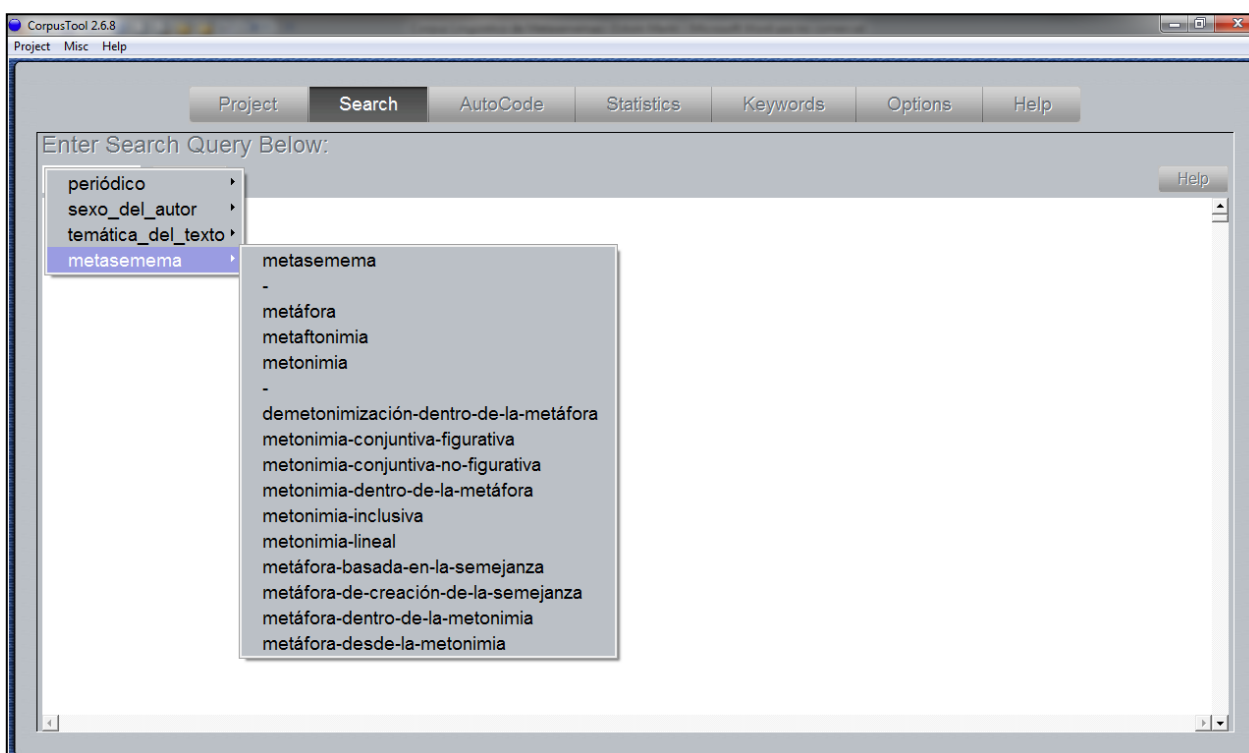 CorpusTool 2.6.8
Project Misc Help
Project Search AutoCode Statistics Keywords Options Help
Enter Search Query Below:
Help
periódico
sexo_del_autor
temática_del_texto
metasemema
metasemema
-
metáfora
metaftonimia
metonimia
-
demetonimización-dentro-de-la-metáfora
metonimia-conjuntiva-figurativa
metonimia-conjuntiva-no-figurativa
metonimia-dentro-de-la-metáfora
metonimia-inclusiva
metonimia-lineal
metáfora-basada-en-la-semejanza
metáfora-de-creación-de-la-semejanza
metáfora-dentro-de-la-metonimia
metáfora-desde-la-metonimia